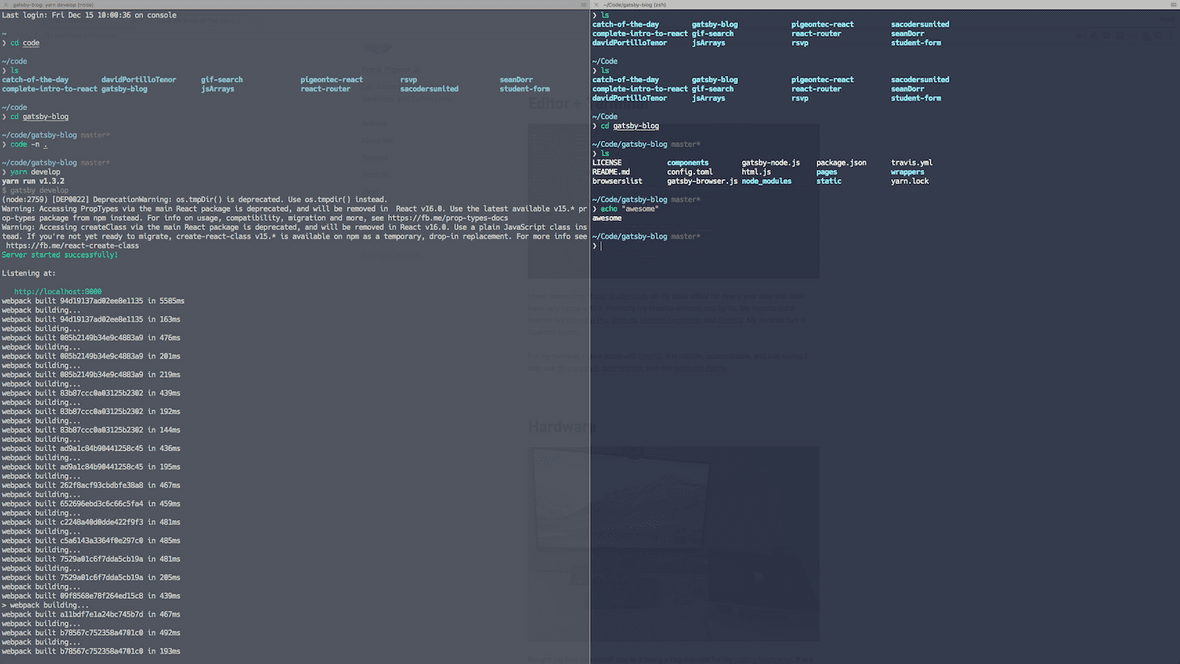 gatsby-blog: yarn develop (node)
Last login: Fri Dec 15 10:00:36 on console
~
❯ cd code
~/code
❯ ls
catch-of-the-day davidPortilloTenor gif-search pigeontec-react rsvp seanDorr
complete-intro-to-react gatsby-blog jsArrays react-router sacodersunited student-form
~/code
❯ cd gatsby-blog
~/code/gatsby-blog master*
❯ code -n .
~/code/gatsby-blog master*
❯ yarn develop
yarn run v1.3.2
$ gatsby develop
(node:2759) [DEP0022] DeprecationWarning: os.tmpDir() is deprecated. Use os.tmpdir() instead.
Warning: Accessing PropTypes via the main React package is deprecated, and will be removed in  React v16.0. Use the latest available v15.* pr
op-types package from npm instead. For info on usage, compatibility, migration and more, see https://fb.me/prop-types-docs
Warning: Accessing createClass via the main React package is deprecated, and will be removed in React v16.0. Use a plain JavaScript class ins
tead. If you're not yet ready to migrate, create-react-class v15.* is available on npm as a temporary, drop-in replacement. For more info see
https://fb.me/react-create-class
Server started successfully!
Listening at:
http://localhost:8000
webpack built 94d19137ad02ee8e1135 in 5585ms
webpack building...
webpack built 94d19137ad02ee8e1135 in 163ms
webpack building...
webpack built 085b2149b34e9c4883a9 in 476ms
webpack building...
webpack built 085b2149b34e9c4883a9 in 201ms
webpack building...
webpack built 085b2149b34e9c4883a9 in 219ms
webpack building...
webpack built 83b87ccc0a03125b2302 in 439ms
webpack building...
webpack built 83b87ccc0a03125b2302 in 192ms
webpack building...
webpack built 83b87ccc0a03125b2302 in 144ms
webpack building...
webpack built ad9a1c84b90441258c45 in 436ms
webpack building...
webpack built ad9a1c84b90441258c45 in 195ms
webpack building...
webpack built 262f8acf93cbdbfe38a8 in 467ms
webpack building...
webpack built 652696ebd3c6c66c5fa4 in 459ms
webpack building...
webpack built c2248a40d0dde422f9f3 in 481ms
webpack building...
webpack built c5a6143a3364f0e297c0 in 485ms
webpack building...
webpack built 7529a01c6f7dda5cb19a in 481ms
webpack building...
webpack built 7529a01c6f7dda5cb19a in 205ms
webpack building...
webpack built 09f8568e78f264ed15c8 in 439ms
> webpack building...
webpack built a11bdf7e1a24bc745b7d in 467ms
webpack building...
webpack built b78567c752358a4701c0 in 492ms
webpack building...
webpack built b78567c752358a4701c0 in 193ms
~/Code/gatsby-blog (zsh)
❯ ls
catch-of-the-day gatsby-blog pigeontec-react sacodersunited
complete-intro-to-react gif-search react-router seanDorr
davidPortilloTenor jsArrays rsvp student-form
~/Code
❯ ls
catch-of-the-day gatsby-blog pigeontec-react sacodersunited
complete-intro-to-react gif-search react-router seanDorr
davidPortilloTenor jsArrays rsvp student-form
~/Code
❯ cd gatsby-blog
~/Code/gatsby-blog master*
❯ ls
LICENSE components gatsby-node.js package.json travis.yml
README.md config.toml html.js pages wrappers
browserslist gatsby-browser.js node_modules static yarn.lock
~/Code/gatsby-blog master*
❯ echo "awesome"
awesome
~/Code/gatsby-blog master*
❯
Editor +
Hardware